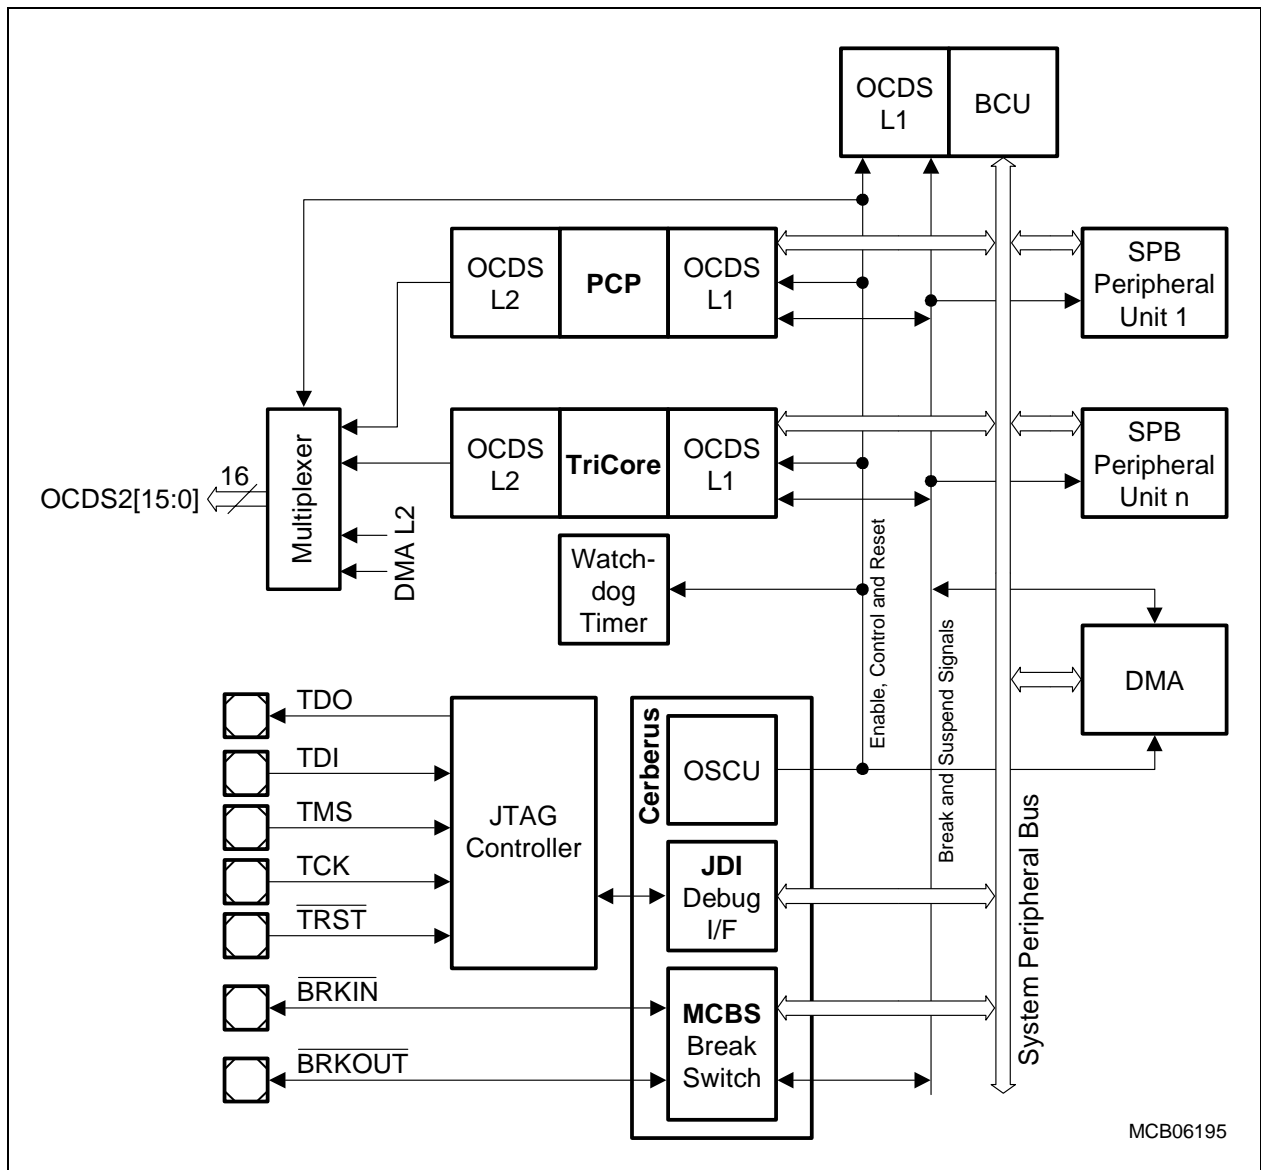 OCDS
L1
BCU
OCDS
L2
PCP
OCDS
L1
SPB
Peripheral
Unit 1
OCDS2[15:0]
16
Multiplexer
DMA L2
OCDS
L2
TriCore
OCDS
L1
SPB
Peripheral
Unit n
Watch-
dog
Timer
Enable, Control and Reset
Break and Suspend Signals
System Peripheral Bus
DMA
TDO
TDI
TMS
TCK
TRST
BRKIN
BRKOUT
JTAG
Controller
Cerberus
OSCU
JDI
Debug
I/F
MCBS
Break
Switch
MCB06195